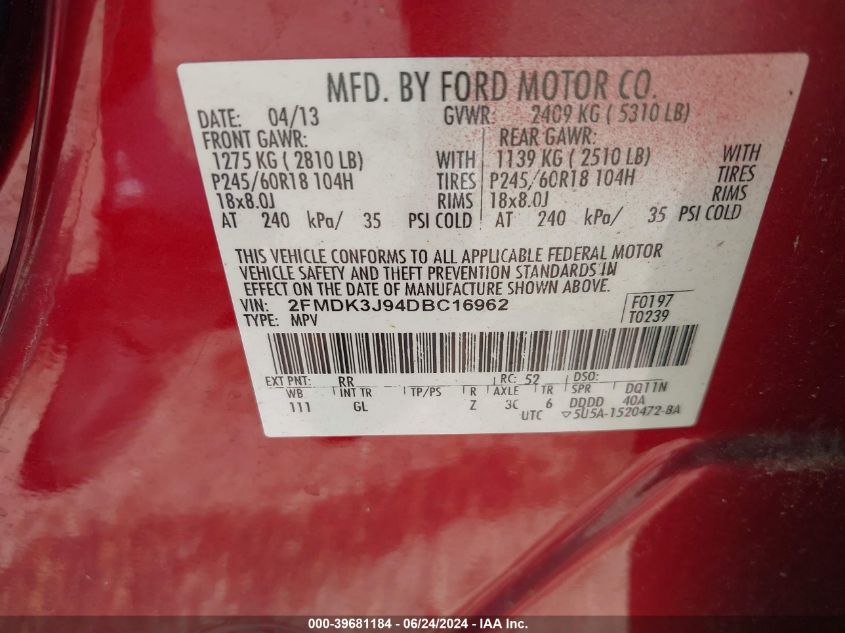 MFD. BY FORD MOTOR CO.
DATE: 04/13 GVWR: 2409 KG ( 5310 LB)
FRONT GAWR: REAR GAWR:
1275 KG ( 2810 LB) WITH 1139 KG ( 2510 LB) WITH
P245/60R18 104H TIRES P245/60R18 104H TIRES
18x8.0J RIMS 18x8.0J RIMS
AT 240 kPa/ 35 PSI COLD AT 240 kPa/ 35 PSI COLD
THIS VEHICLE CONFORMS TO ALL APPLICABLE FEDERAL MOTOR
VEHICLE SAFETY AND THEFT PREVENTION STANDARDS IN
EFFECT ON THE DATE OF MANUFACTURE SHOWN ABOVE.
VIN: 2FMDK3J94DBC16962 F0197
TYPE: MPV T0239
EXT PNT: RR RC: 52 DSO:
WB INT TR TP/PS R AXLE TR SPR DQ11N
111 GL Z 3C 6 DDDD 40A
UTC ▽5U5A-1520472-BA
000-39681184 - 06/24/2024 - IAA Inc.